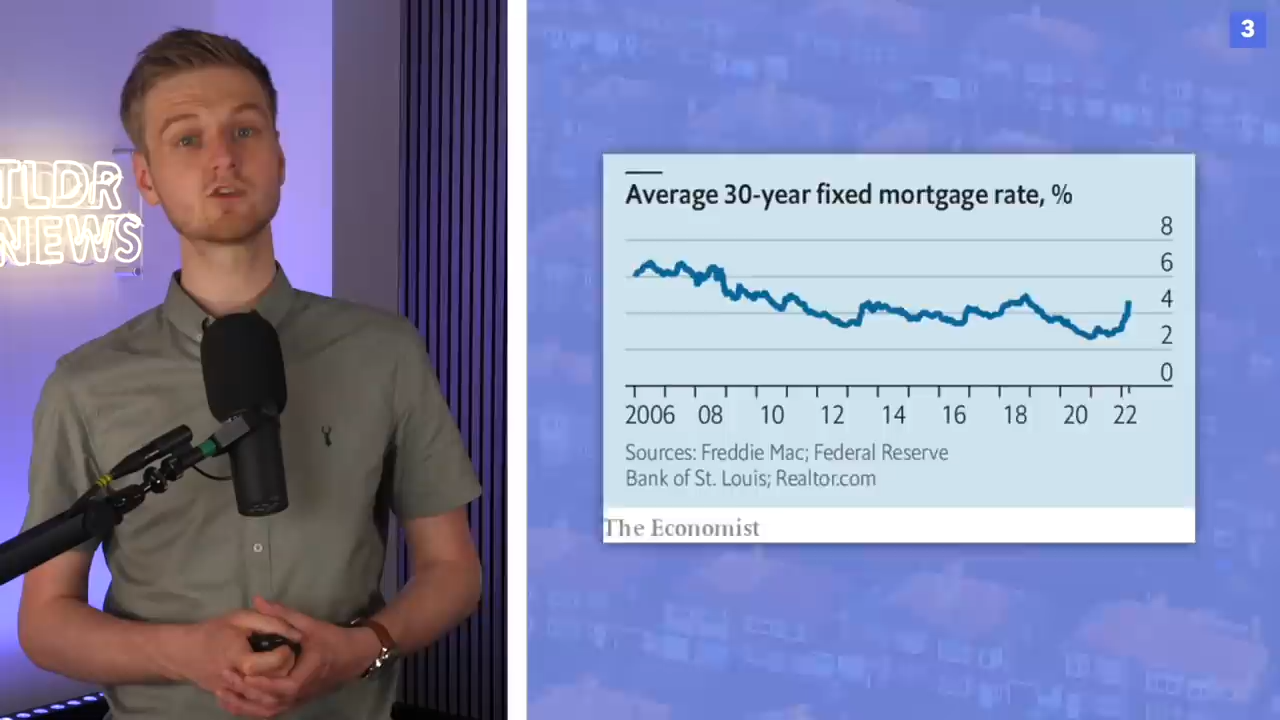 TLDR
NEWS
3
Average 30-year fixed mortgage rate, %
8
6
4
2
0
2006 08 10 12 14 16 18 20 22
Sources: Freddie Mac; Federal Reserve
Bank of St. Louis; Realtor.com
The Economist